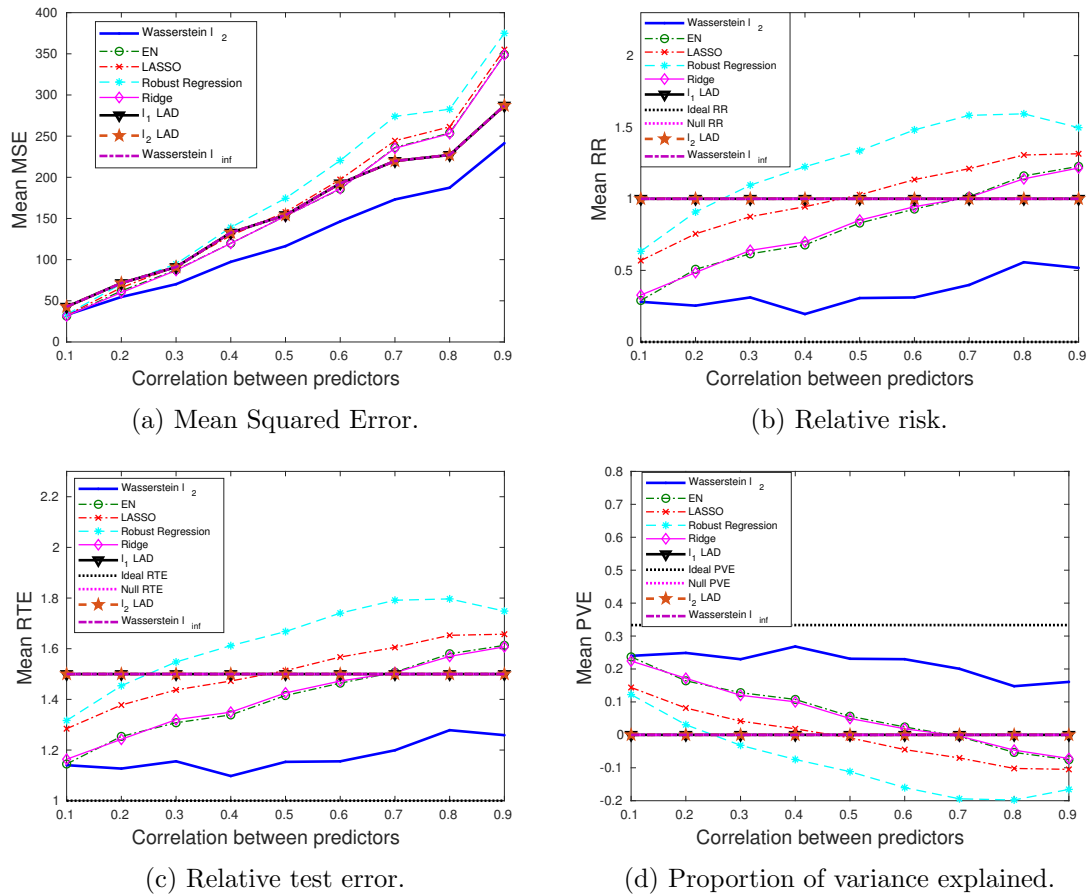 Mean MSE
400
350
300
250
200
150
100
50
0
Wasserstein l 2
EN
LASSO
Robust Regression
Ridge
l1 LAD
l2 LAD
Wasserstein l inf
0.1 0.2 0.3 0.4 0.5 0.6 0.7 0.8 0.9
Correlation between predictors
(a) Mean Squared Error.
Mean RR
2
1.5
1
0.5
0
Wasserstein l 2
EN
LASSO
Robust Regression
Ridge
l1 LAD
Ideal RR
Null RR
l2 LAD
Wasserstein l inf
0.1 0.2 0.3 0.4 0.5 0.6 0.7 0.8 0.9
Correlation between predictors
(b) Relative risk.
Mean RTE
2.2
2
1.8
1.6
1.4
1.2
1
Wasserstein l 2
EN
LASSO
Robust Regression
Ridge
l1 LAD
Ideal RTE
Null RTE
l2 LAD
Wasserstein l inf
0.1 0.2 0.3 0.4 0.5 0.6 0.7 0.8 0.9
Correlation between predictors
(c) Relative test error.
Mean PVE
0.8
0.7
0.6
0.5
0.4
0.3
0.2
0.1
0
-0.1
-0.2
Wasserstein l 2
EN
LASSO
Robust Regression
Ridge
l1 LAD
Ideal PVE
Null PVE
l2 LAD
Wasserstein l inf
0.1 0.2 0.3 0.4 0.5 0.6 0.7 0.8 0.9
Correlation between predictors
(d) Proportion of variance explained.